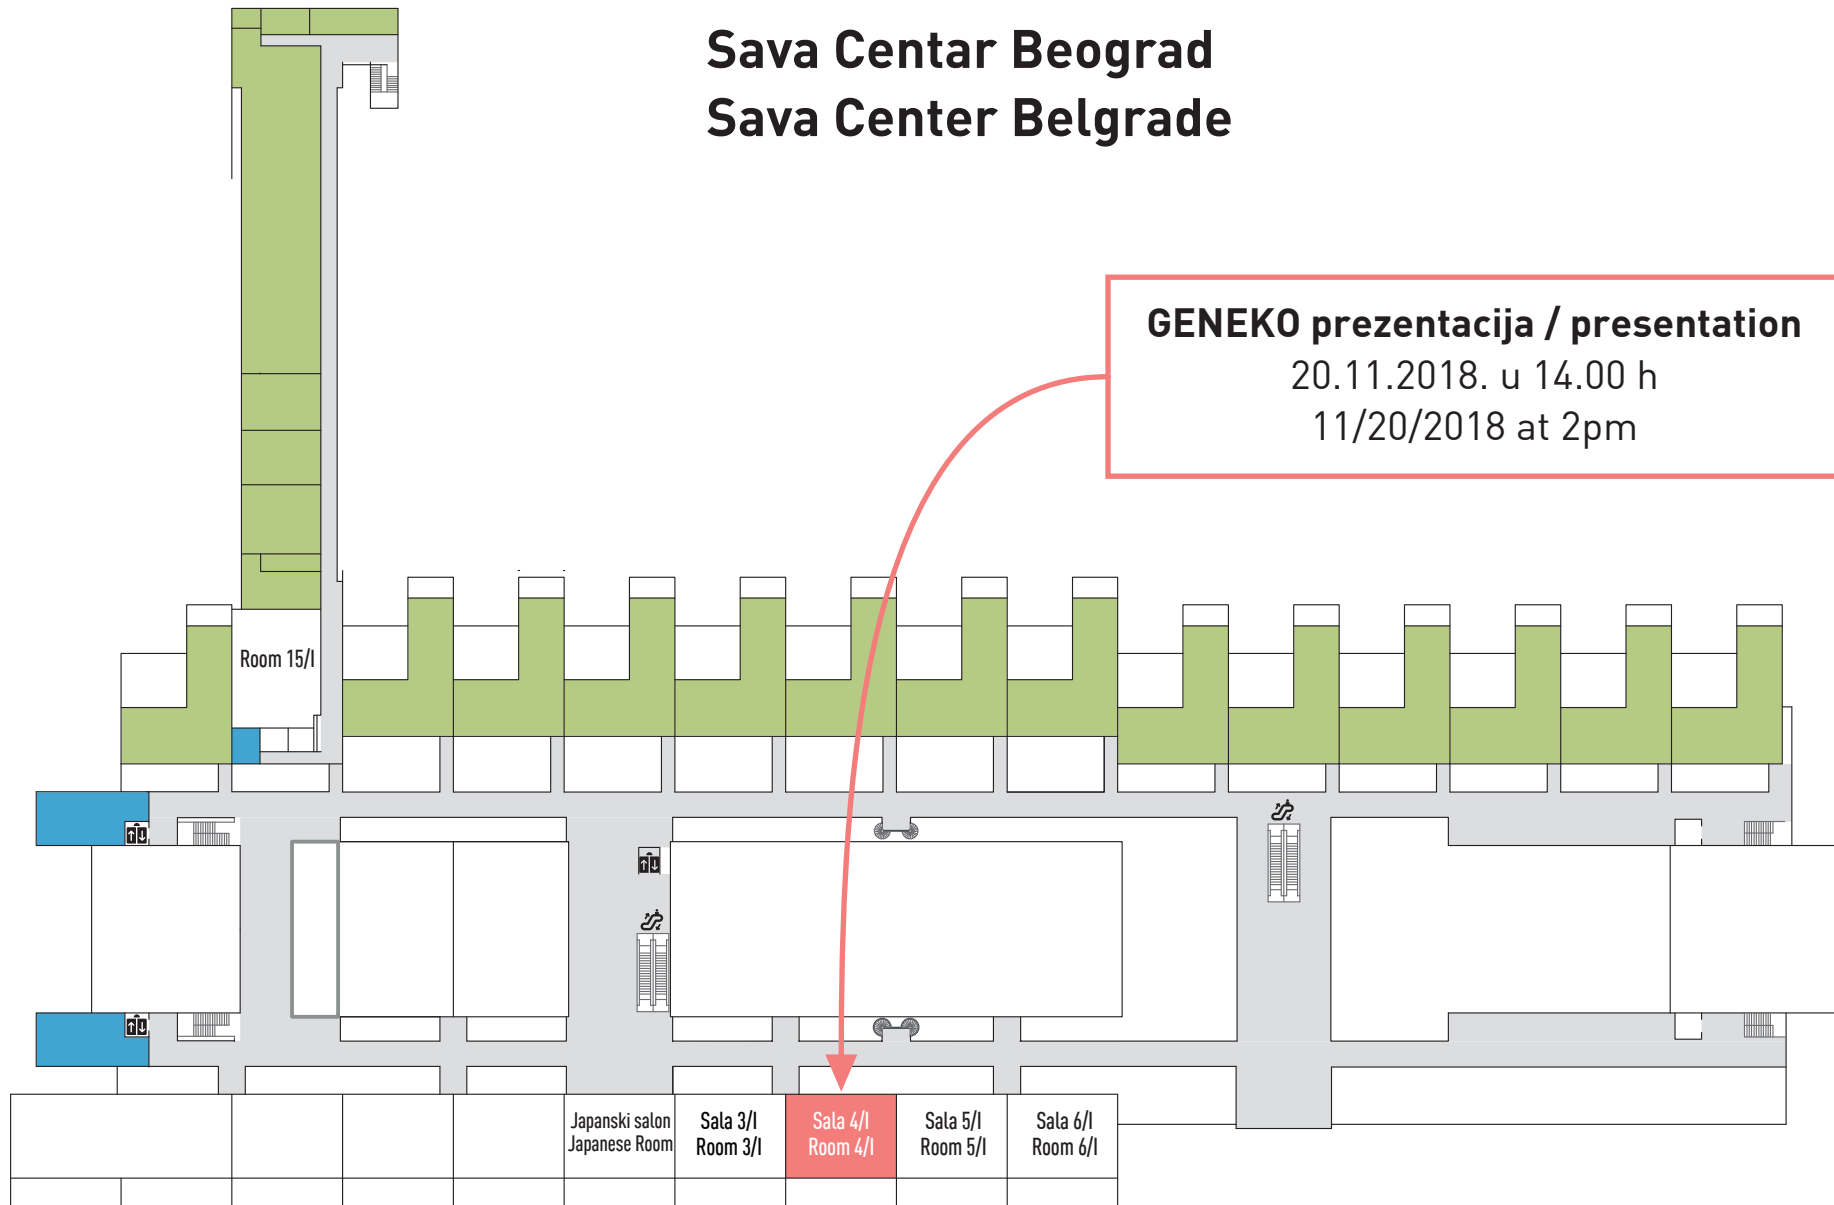 Sava Centar Beograd
Sava Center Belgrade
GENEKO prezentacija / presentation
20.11.2018. u 14.00 h
11/20/2018 at 2pm
Room 15/I
Japanski salon
Japanese Room
Sala 3/I
Room 3/I
Sala 4/I
Room 4/I
Sala 5/I
Room 5/I
Sala 6/I
Room 6/I